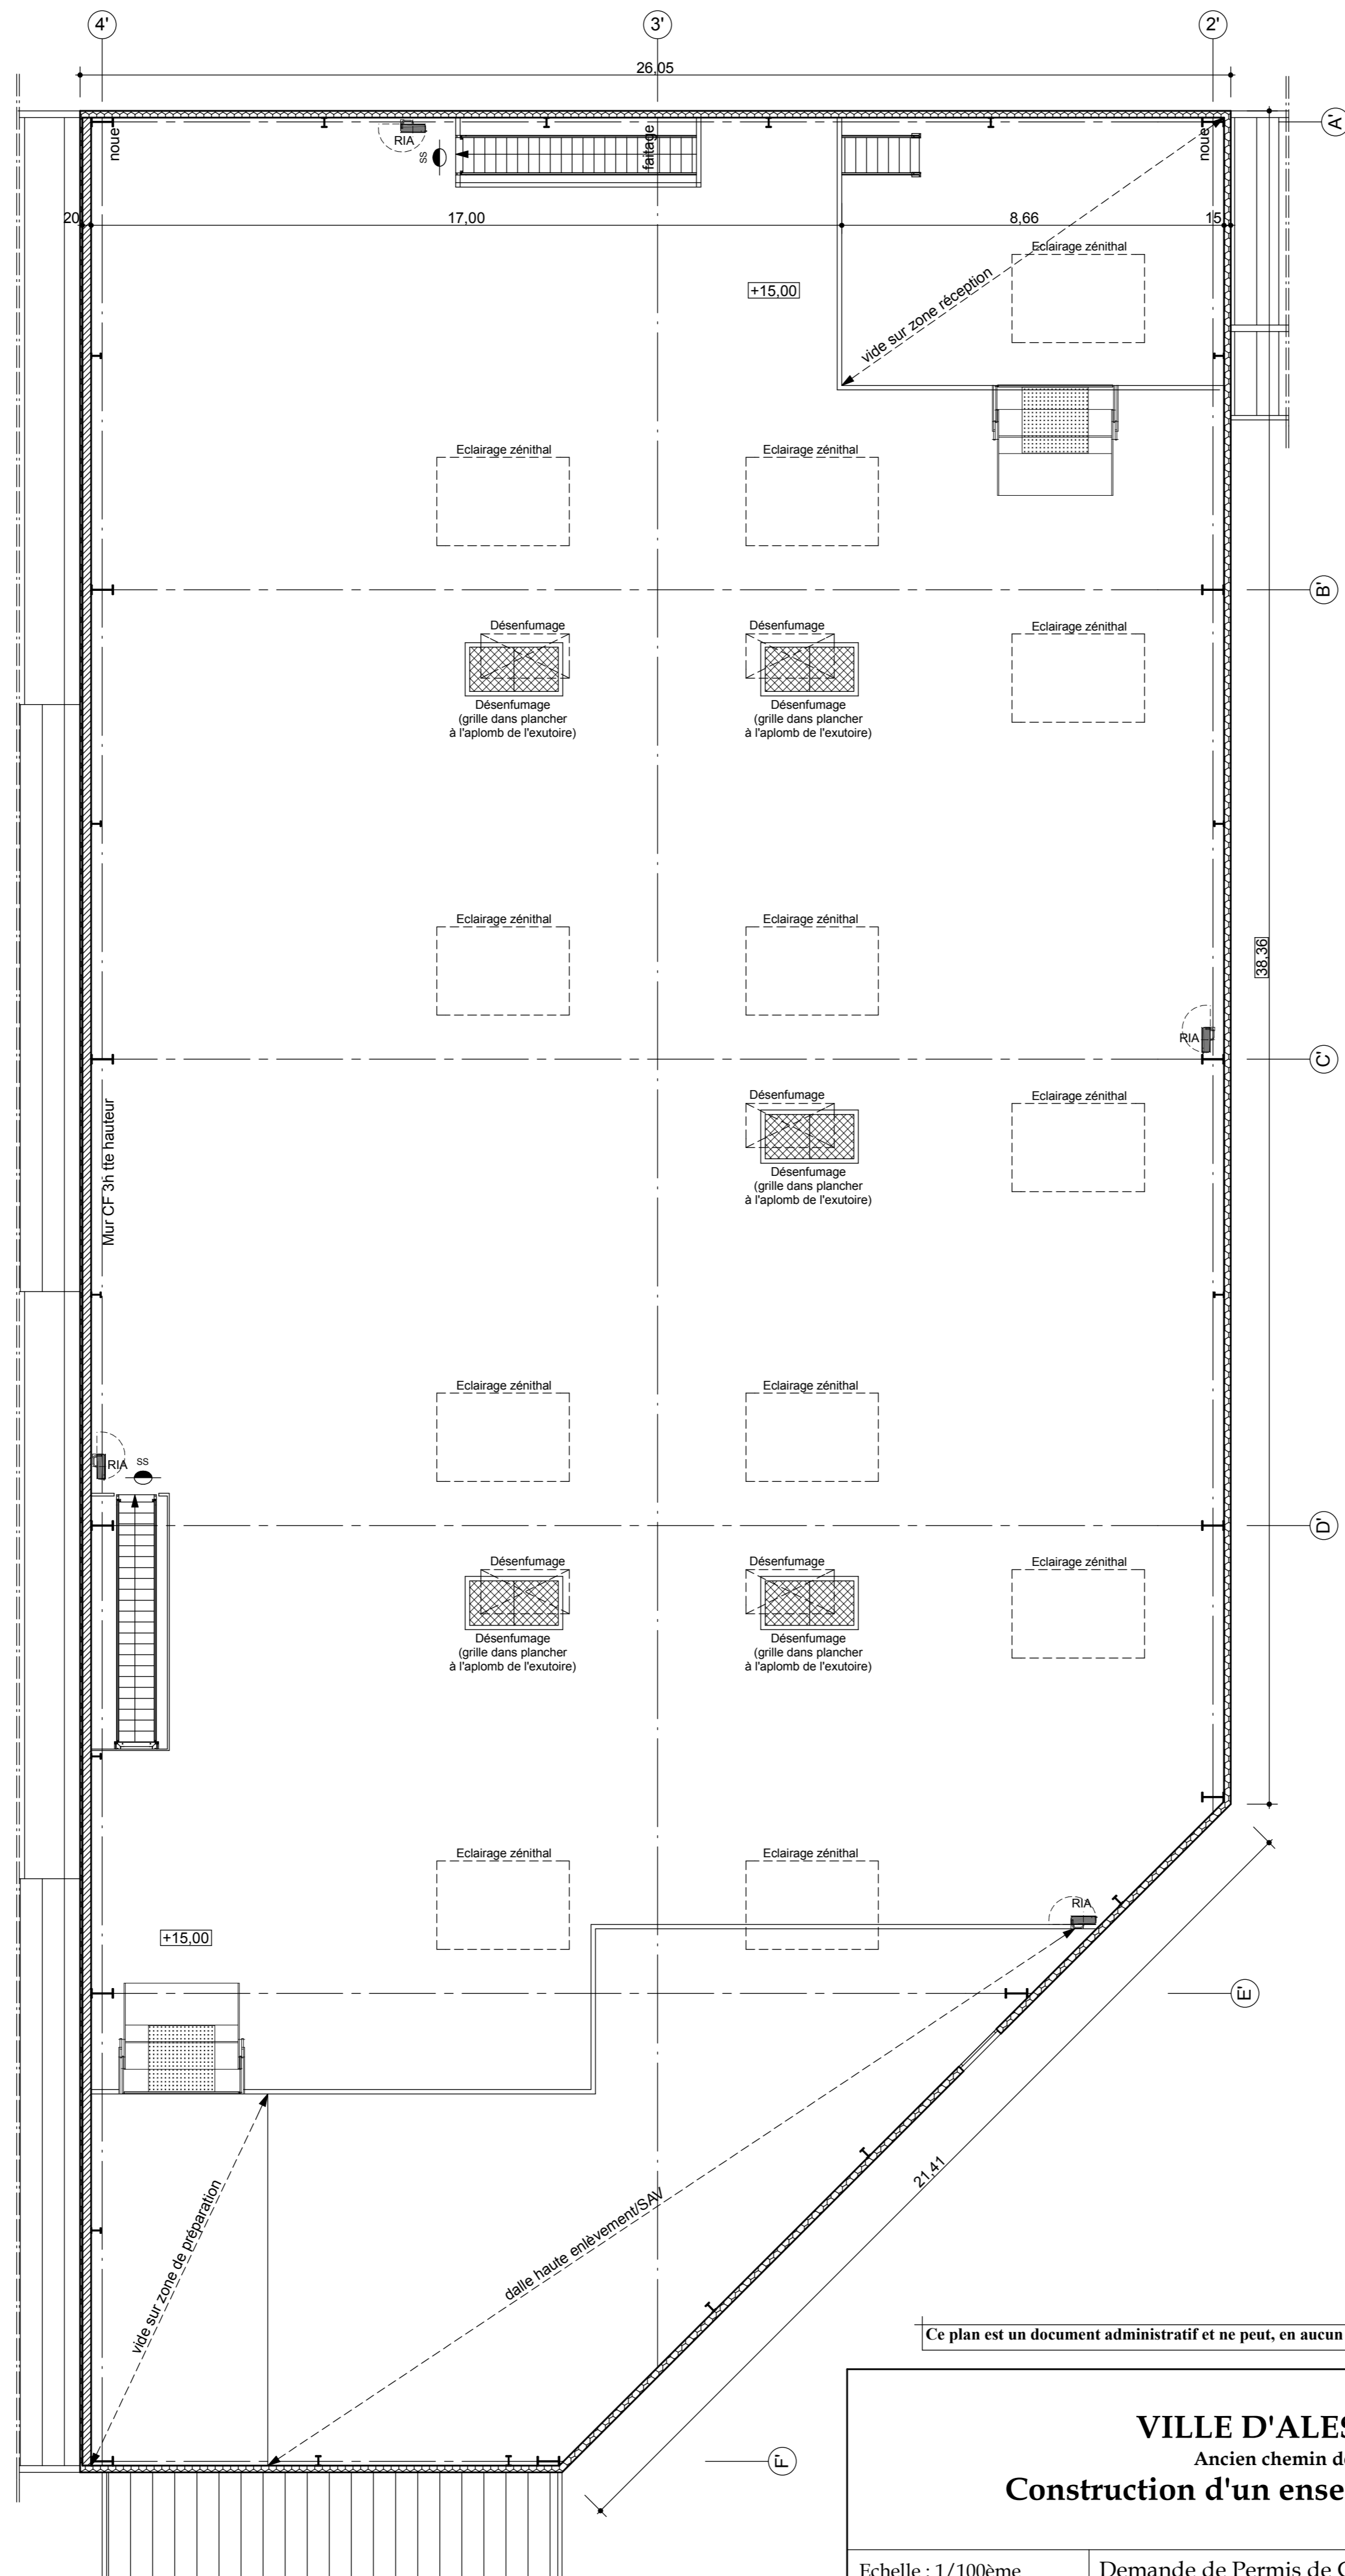 4'
3'
2'
26,05
A'
noue
RIA
SS
faitage
noue
20
17,00
8,66
15
Eclairage zénithal
+15,00
vide sur zone réception
Eclairage zénithal
Eclairage zénithal
B'
Désenfumage
Désenfumage
Eclairage zénithal
Désenfumage
(grille dans plancher
à l'aplomb de l'exutoire)
Désenfumage
(grille dans plancher
à l'aplomb de l'exutoire)
Eclairage zénithal
Eclairage zénithal
38,36
RIA
C'
Mur CF 3h tte hauteur
Désenfumage
Eclairage zénithal
Désenfumage
(grille dans plancher
à l'aplomb de l'exutoire)
Eclairage zénithal
Eclairage zénithal
RIA
SS
D'
Désenfumage
Désenfumage
Eclairage zénithal
Désenfumage
(grille dans plancher
à l'aplomb de l'exutoire)
Désenfumage
(grille dans plancher
à l'aplomb de l'exutoire)
Eclairage zénithal
Eclairage zénithal
RIA
+15,00
E'
21,41
vide sur zone de préparation
dalle haute enlèvement/SAV
F'
Ce plan est un document administratif et ne peut, en aucun
VILLE D'ALES
Ancien chemin de
Construction d'un ense
Echelle : 1/100ème
Demande de Permis de C